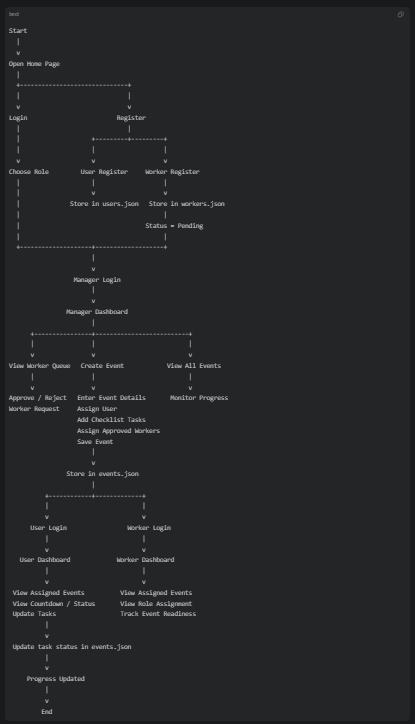 text
Start
|
v
Open Home Page
|
+------------------------------+
| |
v v
Login Register
| |
| +---------+---------+
| | |
v v v
Choose Role User Register Worker Register
| | |
| Store in users.json Store in workers.json
| |
| Status = Pending
| |
+--------------------+-------------------+
|
v
Manager Login
|
v
Manager Dashboard
|
+----------------+--------------------------+
| | |
v v v
View Worker Queue Create Event View All Events
| | |
v v v
Approve / Reject Enter Event Details Monitor Progress
Worker Request Assign User
Add Checklist Tasks
Assign Approved Workers
Save Event
|
v
Store in events.json
|
+------------+-------------+
| |
v v
User Login Worker Login
| |
v v
User Dashboard Worker Dashboard
| |
v v
View Assigned Events View Assigned Events
View Countdown / Status View Role Assignment
Update Tasks Track Event Readiness
|
v
Update task status in events.json
|
v
Progress Updated
|
v
End